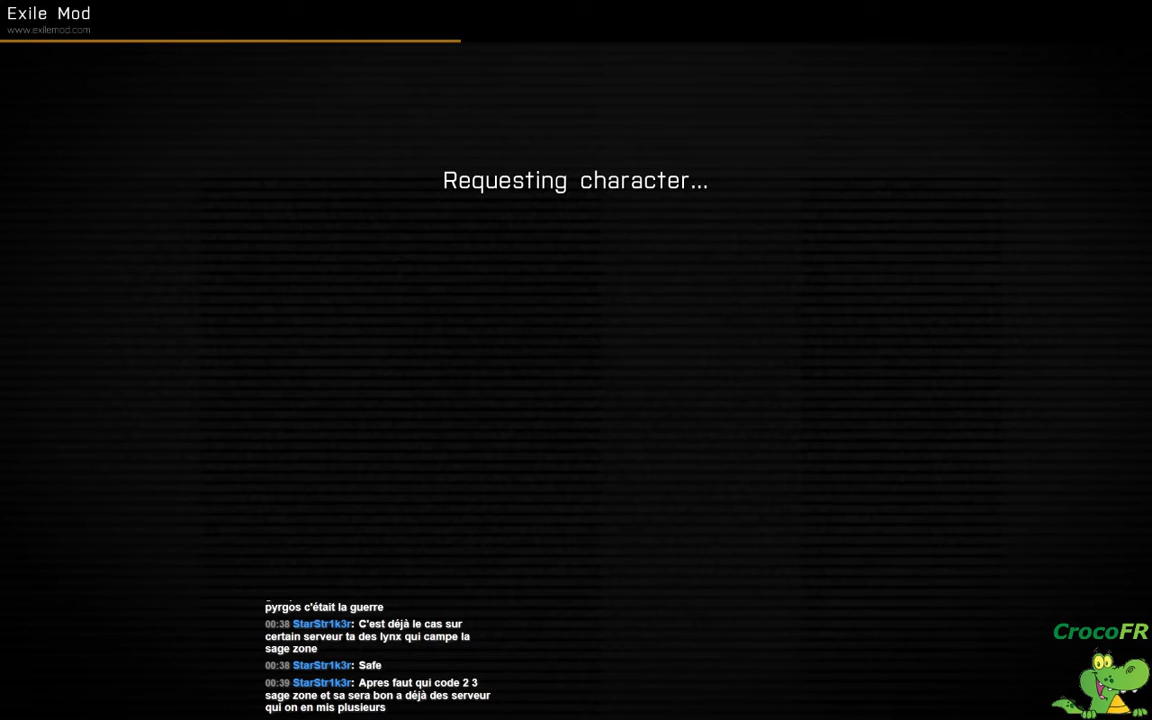 Exile Mod
www.exilemod.com
Requesting character...
pyrgos c'était la guerre
00:38 StarStr1k3r: C'est déjà le cas sur
certain serveur ta des lynx qui campe la
sage zone
00:38 StarStr1k3r: Safe
00:39 StarStr1k3r: Apres faut qui code 2 3
sage zone et sa sera bon a déjà des serveur
qui on en mis plusieurs
CrocoFR